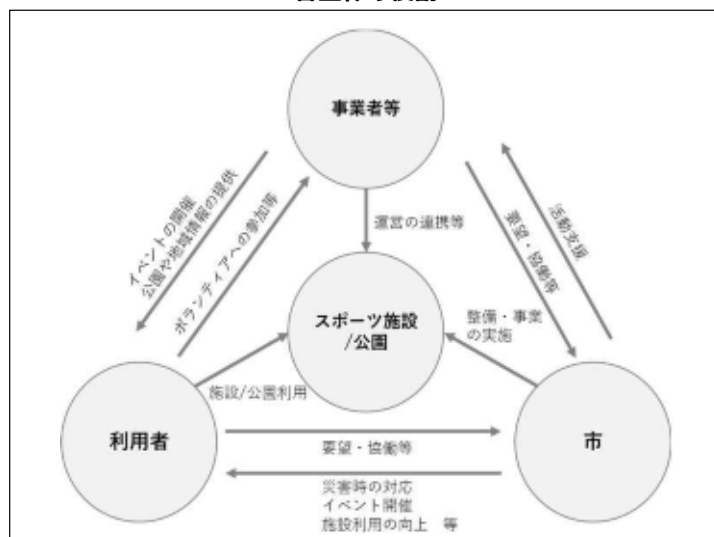 事業者等
イベントの開催
公園や地域情報の提供
ボランティアへの参加等
運営の連携等
要望・協働等
活動支援
スポーツ施設
/公園
整備・事業
の実施
施設/公園利用
利用者
市
要望・協働等
災害時の対応
イベント開催
施設利用の向上 等